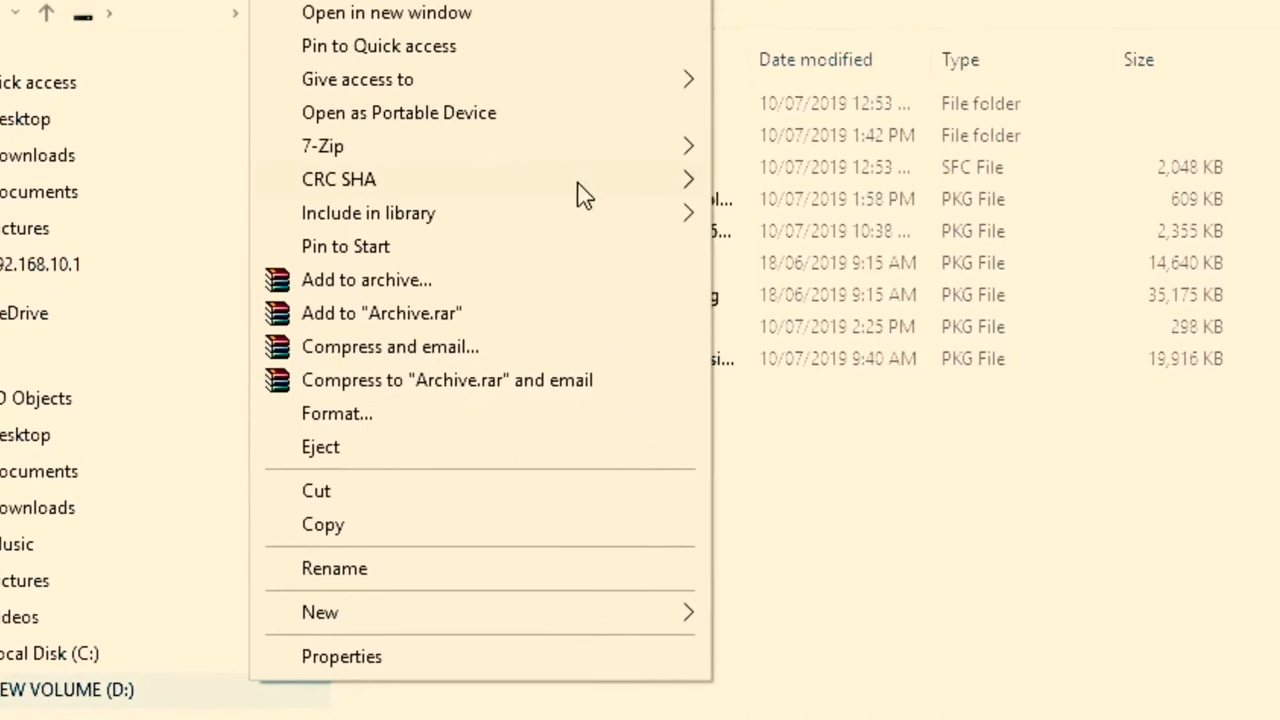 Open in new window
Pin to Quick access
Give access to
Open as Portable Device
7-Zip
CRC SHA
Include in library
Pin to Start
Add to archive...
Add to "Archive.rar"
Compress and email...
Compress to "Archive.rar" and email
Format...
Eject
Cut
Copy
Rename
New
Properties
ick access
esktop
ownloads
ocuments
ctures
92.168.10.1
eDrive
D Objects
esktop
ocuments
ownloads
usic
ctures
deos
ocal Disk (C:)
EW VOLUME (D:)
Date modified Type Size
10/07/2019 12:53 ... File folder
10/07/2019 1:42 PM File folder
10/07/2019 12:53 ... SFC File 2,048 KB
10/07/2019 1:58 PM PKG File 609 KB
5... 10/07/2019 10:38 ... PKG File 2,355 KB
18/06/2019 9:15 AM PKG File 14,640 KB
g 18/06/2019 9:15 AM PKG File 35,175 KB
10/07/2019 2:25 PM PKG File 298 KB
si... 10/07/2019 9:40 AM PKG File 19,916 KB